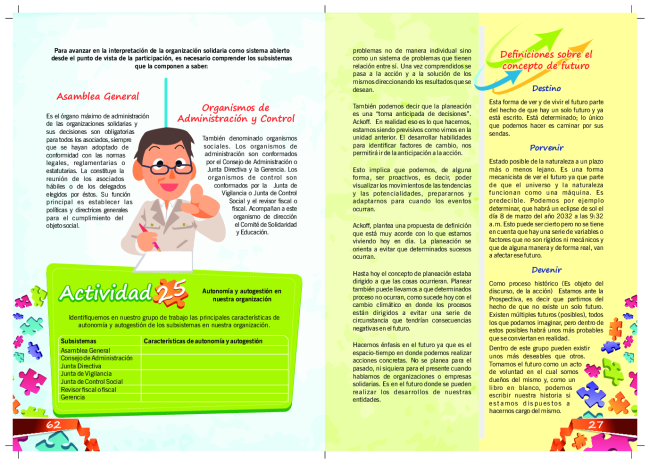 Para avanzar en la interpretación de la organización solidaria como sistema abierto
desde el punto de vista de la participación, es necesario comprender los subsistemas
que la componen a saber:
Asamblea General
Es el órgano máximo de administración
de las organizaciones solidarias y
sus decisiones son obligatorias
para todos los asociados, siempre
que se hayan adoptado de
conformidad con las normas
legales, reglamentarias o
estatutarias. La constituye la
reunión de los asociados
hábiles o de los delegados
elegidos por éstos. Su función
principal es establecer las
políticas y directrices generales
para el cumplimiento del
objeto social.
Organismos de
Administración y Control
También denominado organismos
sociales. Los organismos de
administración son conformados
por el Consejo de Administración o
Junta Directiva y la Gerencia. Los
organismos de control son
conformados por la Junta de
Vigilancia o Junta de Control
Social y el revisor fiscal o
fiscal. Acompañan a este
organismo de dirección
el Comité de Solidaridad
y Educación.
Actividad 25
Autonomía y autogestión en
nuestra organización
Identifiquemos en nuestro grupo de trabajo las principales características de
autonomía y autogestión de los subsistemas en nuestra organización.
Subsistemas Características de autonomía y autogestión
Asamblea General
Consejo de Administración
Junta Directiva
Junta de Vigilancia
Junta de Control Social
Revisor fiscal o fiscal
Gerencia
62
problemas no de manera individual sino
como un sistema de problemas que tienen
relación entre sí. Una vez comprendidos se
pasa a la acción y a la solución de los
mismos direccionando los resultados que se
desean.
También podemos decir que la planeación
es una "toma anticipada de decisiones".
Ackoff. En realidad eso es lo que hacemos,
estamos siendo previsivos como vimos en la
unidad anterior. El desarrollar habilidades
para identificar factores de cambio, nos
permitirá ir de la anticipación a la acción.
Esto implica que podemos, de alguna
forma, ser proactivos, es decir, poder
visualizar los movimientos de las tendencias
y las potencialidades, prepararnos y
adaptarnos para cuando los eventos
ocurran.
Ackoff, plantea una propuesta de definición
que está muy acorde con lo que estamos
viviendo hoy en día. La planeación se
orienta a evitar que determinados sucesos
ocurran.
Hasta hoy el concepto de planeación estaba
dirigido a que las cosas ocurrieran. Planear
también puede llevarnos a que determinados
proceso no ocurran, como sucede hoy con el
cambio climático en donde los procesos
están dirigidos a evitar una serie de
circunstancia que tendrían consecuencias
negativas en el futuro.
Hacemos énfasis en futuro ya que es el
espacio-tiempo en donde podemos realizar
acciones concretas. No se planea para el
pasado, ni siquiera para el presente cuando
hablamos de organizaciones o empresas
solidarias. Es en el futuro donde se pueden
realizar los desarrollos de nuestras
entidades.
Definiciones sobre el
concepto de futuro
Destino
Esta forma de ver y de vivir el futuro parte
del hecho de que hay un solo futuro y ya
está escrito. Está determinado; lo único
que podemos hacer es caminar por sus
sendas.
Porvenir
Estado posible de la naturaleza a un plazo
más o menos lejano. Es una forma
mecanicista de ver el futuro ya que parte
de que el universo y la naturaleza
funcionan como una máquina. Es
predecible. Podemos por ejemplo
determinar, que habrá un eclipse de sol el
día 8 de marzo del año 2032 a las 9:32
a.m. Esto puede ser cierto pero no se tiene
en cuenta que hay una serie de variables o
factores que no son rígidos ni mecánicos y
que de alguna manera y de forma real, van
a afectar ese futuro.
Devenir
Como proceso histórico (Es objeto del
discurso, de la acción) Estamos ante la
Prospectiva, es decir que partimos del
hecho de que no existe un solo futuro.
Existen múltiples futuros (posibles), todos
los que podamos imaginar, pero dentro de
estos posibles habrá unos más probables
que se conviertan en realidad.
Dentro de este grupo pueden existir
unos más deseables que otros.
Tomamos el futuro como un acto
de voluntad en el cual somos
dueños del mismo y, como un
libro en blanco, podemos
escribir nuestra historia si
estamos dispuestos a
hacernos cargo del mismo.
27